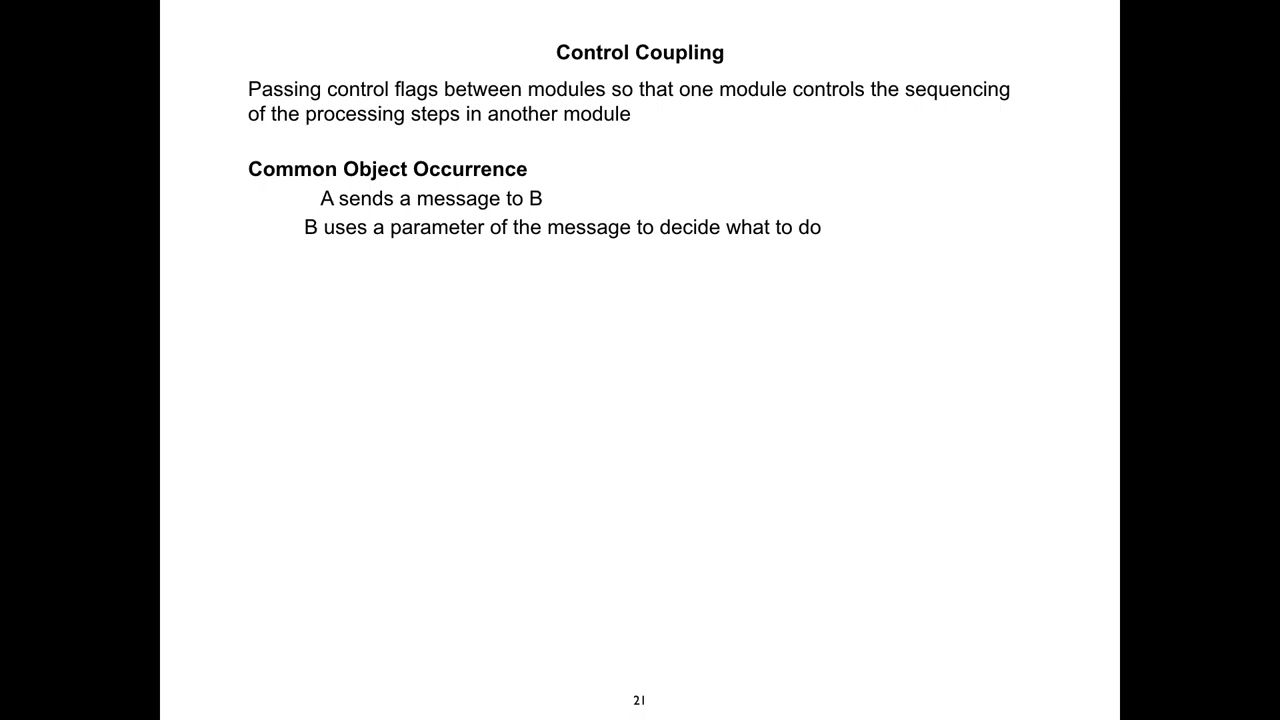 Control Coupling
Passing control flags between modules so that one module controls the sequencing
of the processing steps in another module
Common Object Occurrence
A sends a message to B
B uses a parameter of the message to decide what to do
21